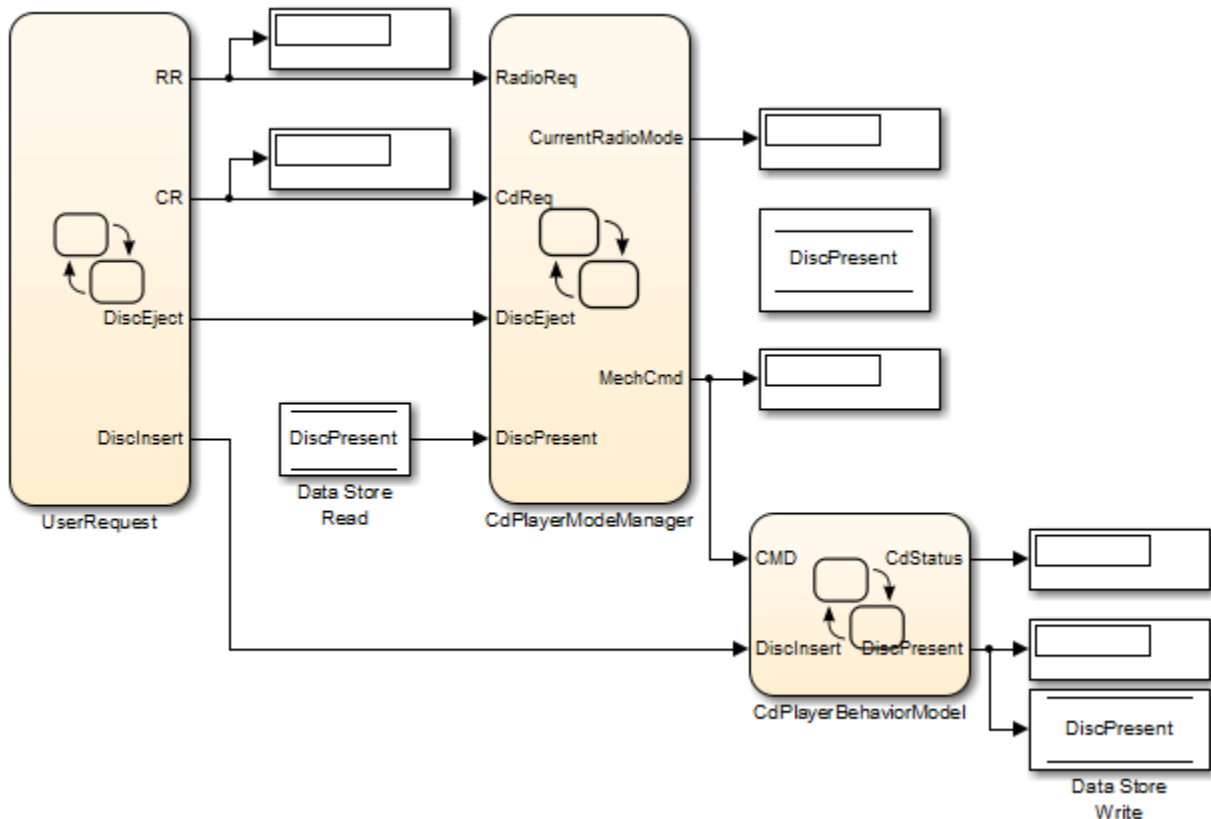 RR
CR
DiscEject
DiscInsert
UserRequest
DiscPresent
Data Store
Read
RadioReq
CurrentRadioMode
CdReq
DiscEject
MechCmd
DiscPresent
CdPlayerModeManager
DiscPresent
CMD
CdStatus
DiscInsert
DiscPresent
CdPlayerBehaviorModel
DiscPresent
Data Store
Write